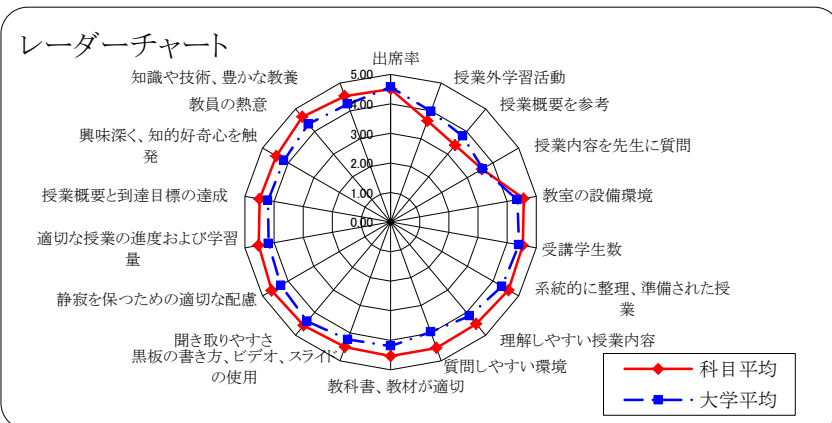 レーダーチャート
出席率
授業外学習活動
授業概要を参考
授業内容を先生に質問
教室の設備環境
受講学生数
系統的に整理、準備された授
業
理解しやすい授業内容
質問しやすい環境
教科書、教材が適切
黒板の書き方、ビデオ、スライド
の使用
聞き取りやすさ
静寂を保つための適切な配慮
適切な授業の進度および学習
量
授業概要と到達目標の達成
興味深く、知的好奇心を触
発
教員の熱意
知識や技術、豊かな教養
5.00
4.00
3.00
2.00
1.00
0.00
科目平均
大学平均